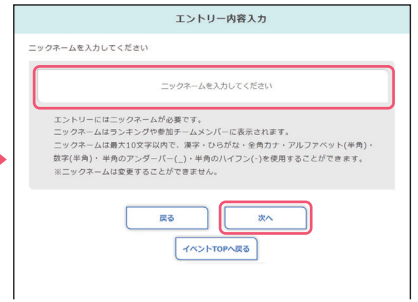 エントリー内容入力
ニックネームを入力してください
ニックネームを入力してください
エントリーにはニックネームが必要です。
ニックネームはランキングや参加チームメンバーに表示されます。
ニックネームは最大10文字以内で、漢字・ひらがな・全角カナ・アルファベット(半角)・
数字(半角)・ 半角のアンダーバー(_)・半角のハイフン(-)を使用することができます。
※ニックネームは変更することができません。
戻る
次へ
イベントTOPへ戻る